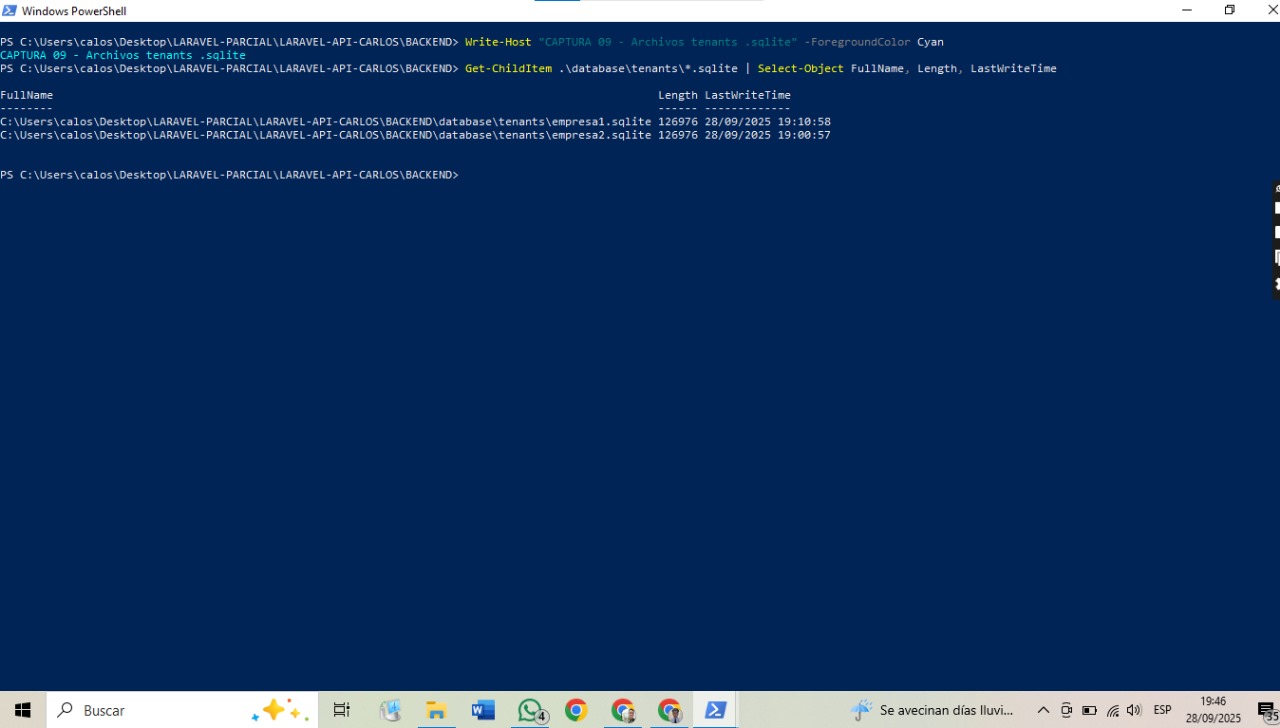 Windows PowerShell
PS C:\Users\calos\Desktop\LARAVEL-PARCIAL\LARAVEL-API-CARLOS\BACKEND> Write-Host "CAPTURA 09 - Archivos tenants .sqlite" -ForegroundColor Cyan
CAPTURA 09 - Archivos tenants .sqlite
PS C:\Users\calos\Desktop\LARAVEL-PARCIAL\LARAVEL-API-CARLOS\BACKEND> Get-ChildItem .\database\tenants\*.sqlite | Select-Object FullName, Length, LastWriteTime
FullName Length LastWriteTime
-------- ------ -------------
C:\Users\calos\Desktop\LARAVEL-PARCIAL\LARAVEL-API-CARLOS\BACKEND\database\tenants\empresa1.sqlite 126976 28/09/2025 19:10:58
C:\Users\calos\Desktop\LARAVEL-PARCIAL\LARAVEL-API-CARLOS\BACKEND\database\tenants\empresa2.sqlite 126976 28/09/2025 19:00:57
PS C:\Users\calos\Desktop\LARAVEL-PARCIAL\LARAVEL-API-CARLOS\BACKEND>
Buscar
4
Se avecinan días lluvi...
ESP
19:46
28/09/2025